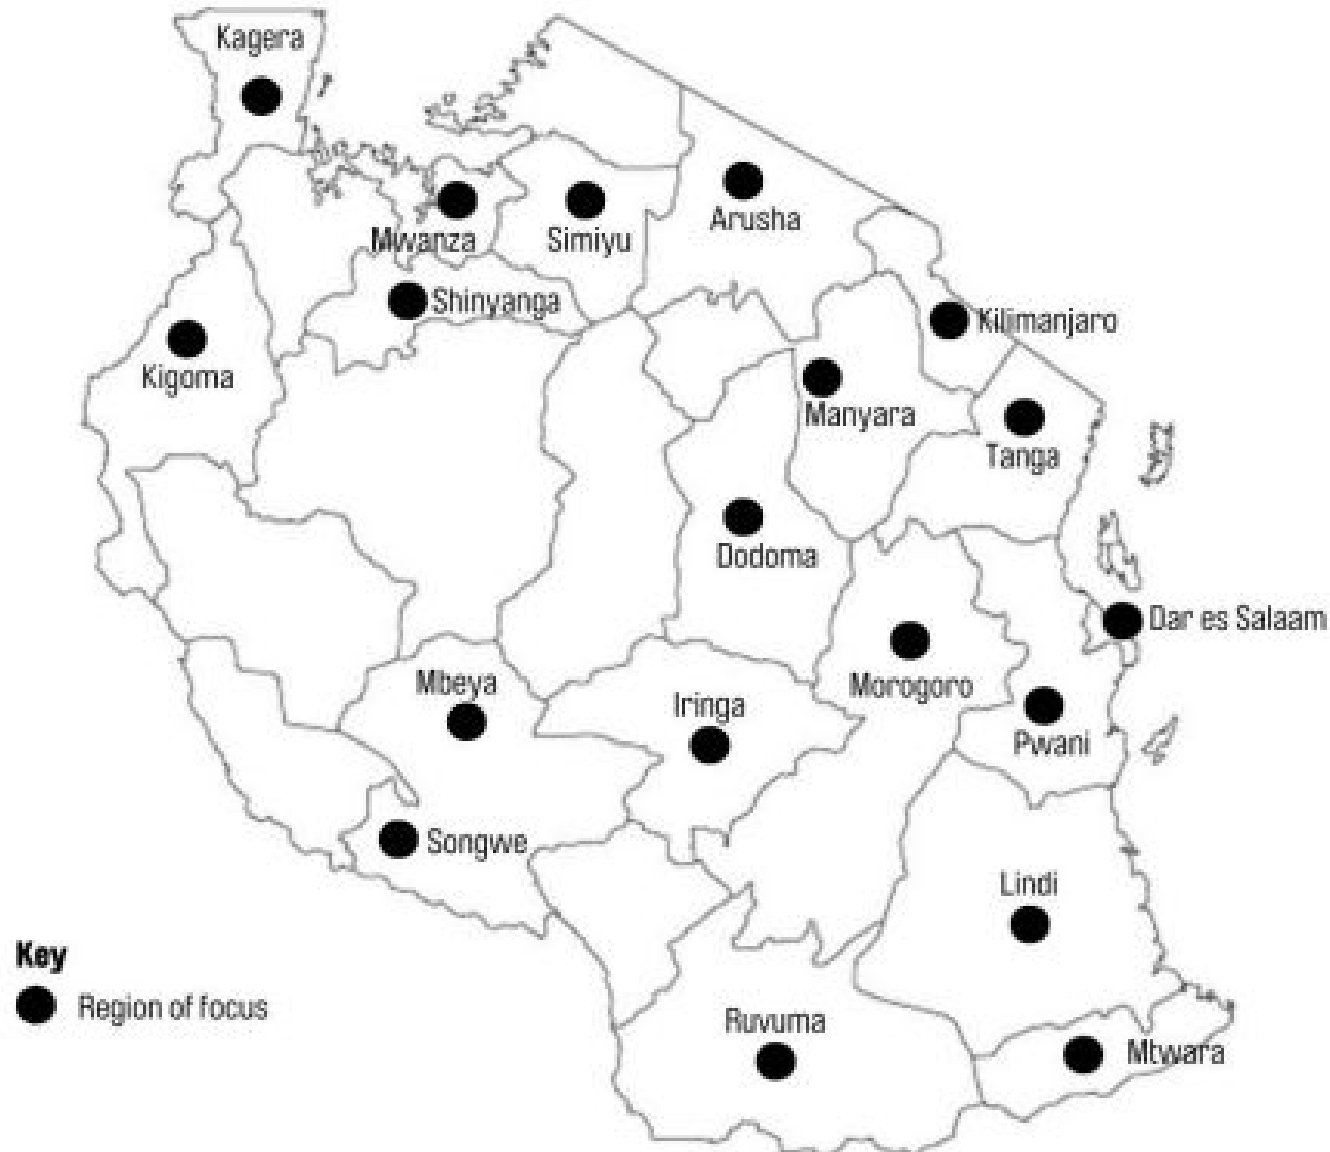 Kagera
Arusha
Mwanza
Simiyu
Shinyanga
Kilimanjaro
Kigoma
Manyara
Tanga
Dodoma
Dar es Salaam
Mbeya
Morogoro
Iringa
Pwani
Songwe
Lindi
Key
Region of focus
Ruvuma
Mtwara